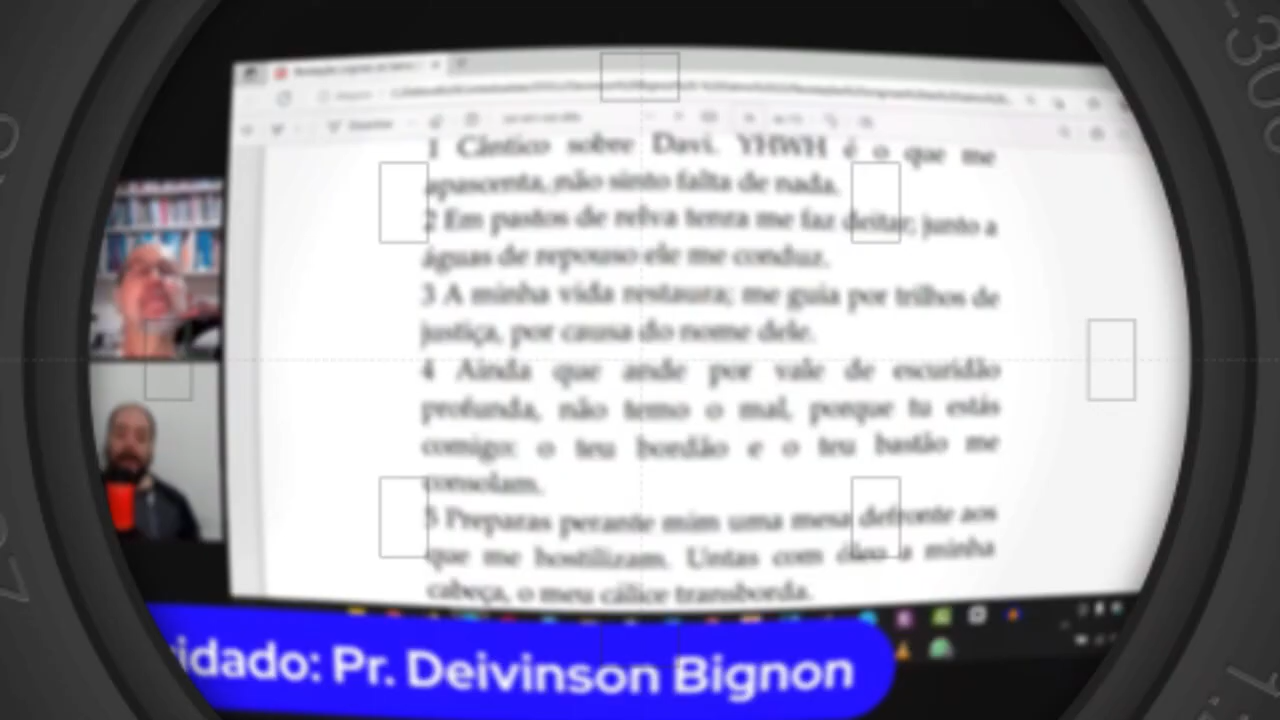 1 Cântico sobre Davi. YHWH é o que me
apascenta, não sinto falta de nada.
2 Em pastos de relva tenra me faz deitar; junto a
águas de repouso ele me conduz.
3 A minha vida restaura; me guia por trilhos de
justiça, por causa do nome dele.
4 Ainda que ande por vale de escuridão
profunda, não temo o mal, porque tu estás
comigo: o teu bordão e o teu bastão me
consolam.
5 Preparas perante mim uma mesa defronte aos
que me hostilizam. Untas com óleo a minha
cabeça, o meu cálice transborda.
idado: Pr. Deivinson Bignon
-300